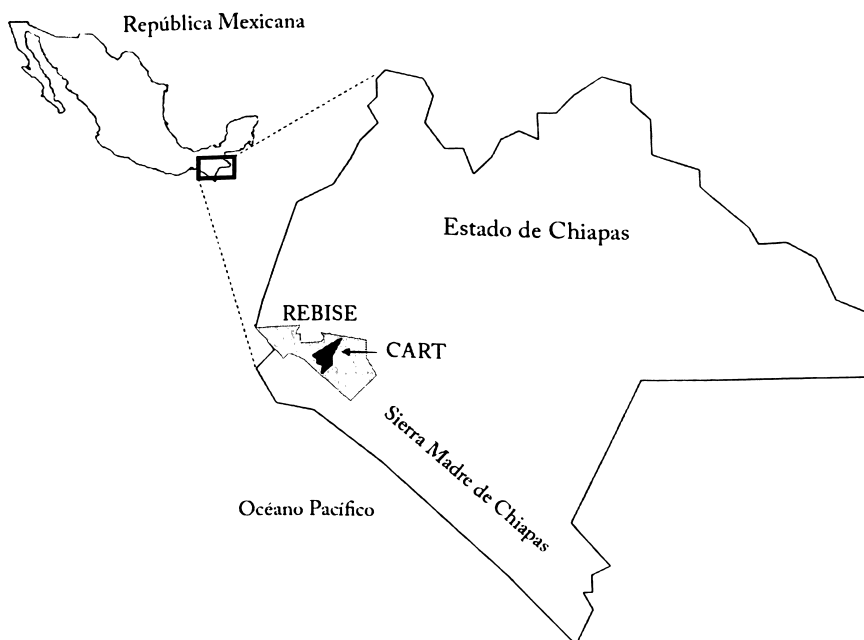 República Mexicana
Estado de Chiapas
REBISE
CART
Sierra Madre de Chiapas
Océano Pacífico